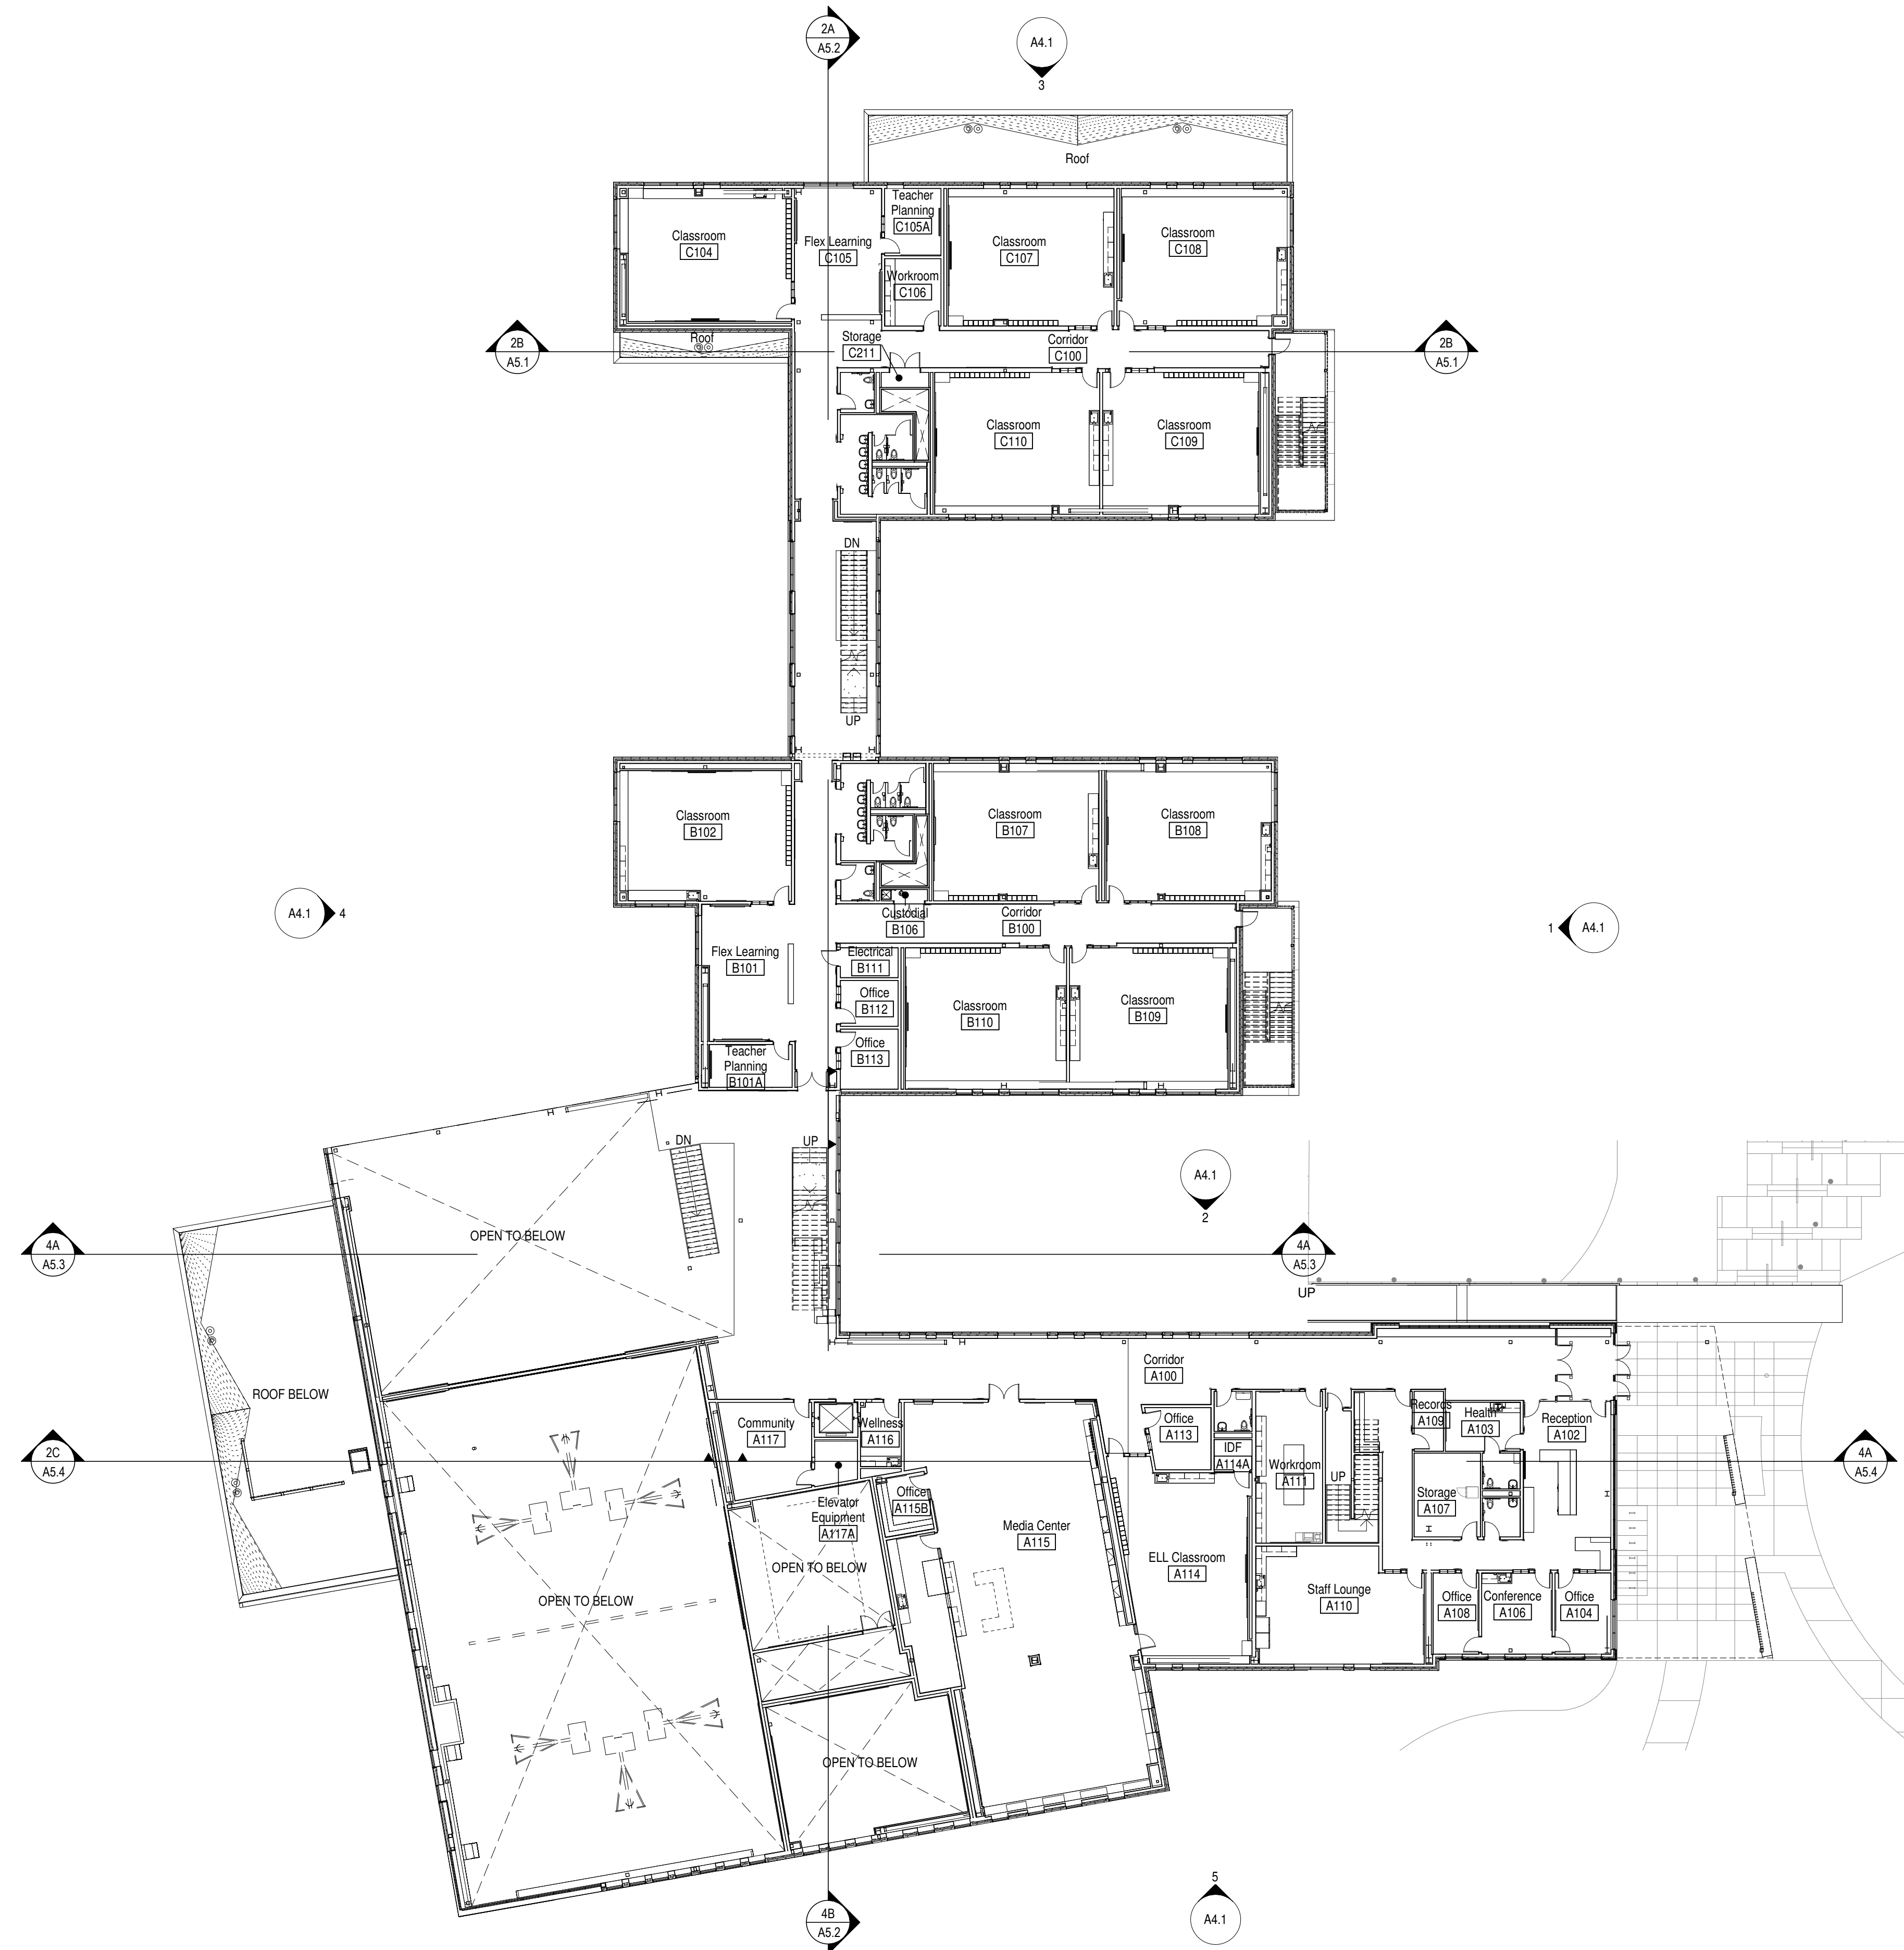 2A
A5.2
A4.1
3
Roof
Teacher
Planning
C105A
Classroom
C104
Flex Learning
C105
Classroom
C107
Classroom
C108
Workroom
C106
Roof
Storage
C211
Corridor
C100
2B
A5.1
2B
A5.1
Classroom
C110
Classroom
C109
DN
UP
Classroom
B102
Classroom
B107
Classroom
B108
A4.1
4
Custodial
B106
Corridor
B100
1
A4.1
Flex Learning
B101
Electrical
B111
Office
B112
Classroom
B110
Classroom
B109
Office
B113
Teacher
Planning
B101A
DN
UP
A4.1
2
OPEN TO BELOW
4A
A5.3
4A
A5.3
UP
Corridor
A100
ROOF BELOW
Community
A117
Wellness
A116
Office
A113
Records
A109
Health
A103
Reception
A102
IDF
A114A
2C
A5.4
4A
A5.4
Workroom
A111
UP
Office
A115B
Storage
A107
Elevator
Equipment
A117A
Media Center
A115
OPEN TO BELOW
ELL Classroom
A114
Staff Lounge
A110
Office
A108
Conference
A106
Office
A104
OPEN TO BELOW
OPEN TO BELOW
5
A4.1
4B
A5.2